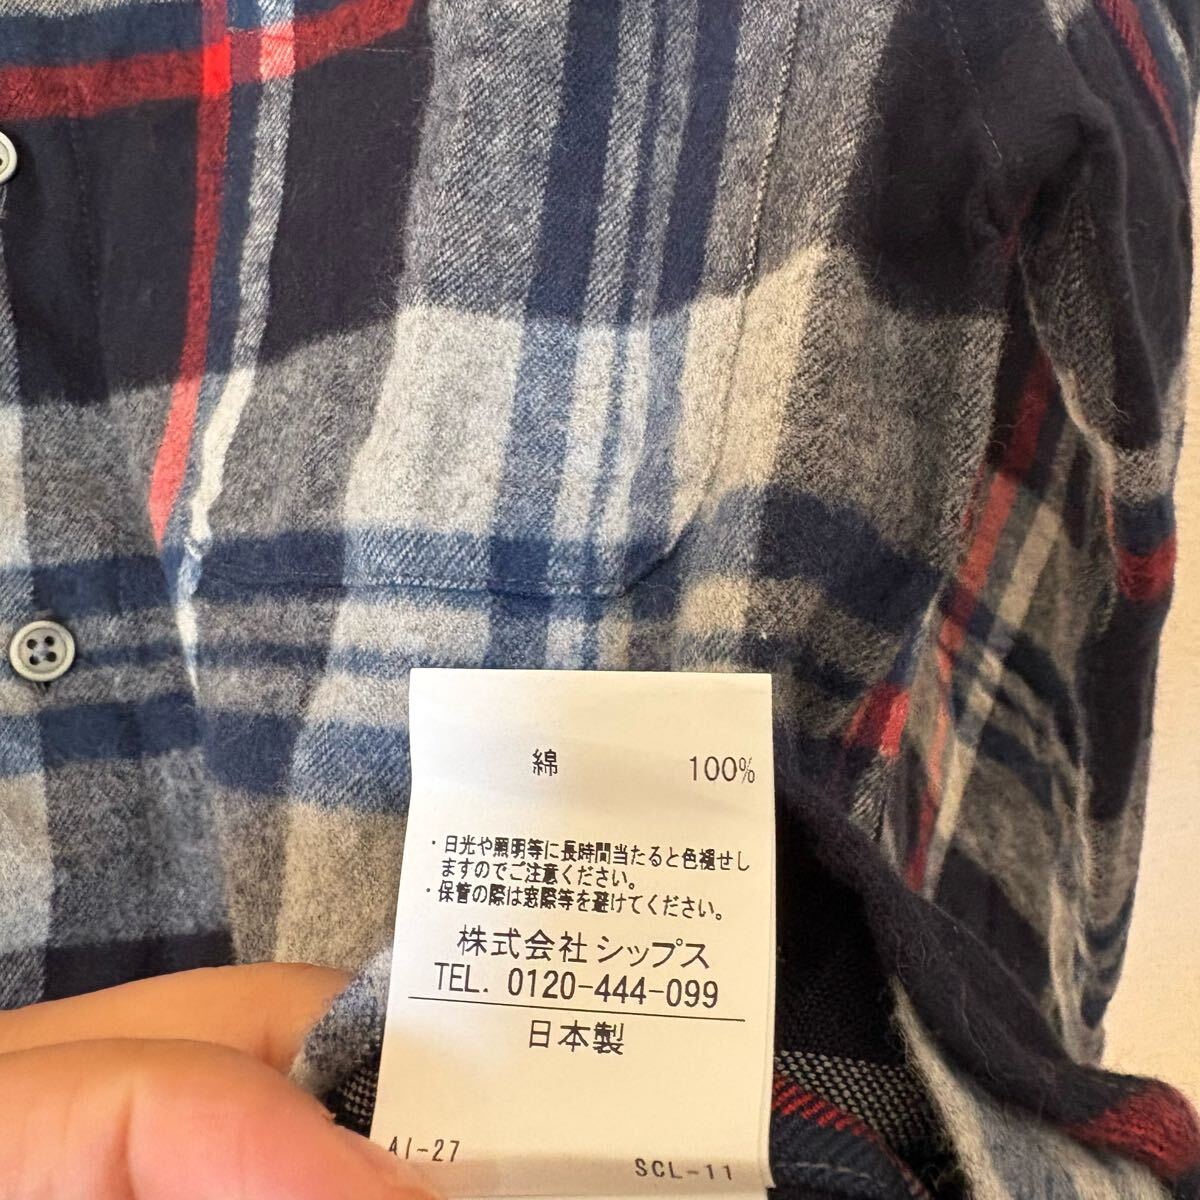 綿 100%
・日光や照明等に長時間当たると色褪せし
ますのでご注意ください。
・保管の際は窓際等を避けてください。
株式会社シップス
TEL. 0120-444-099
日本製
AI-27
SCL-11